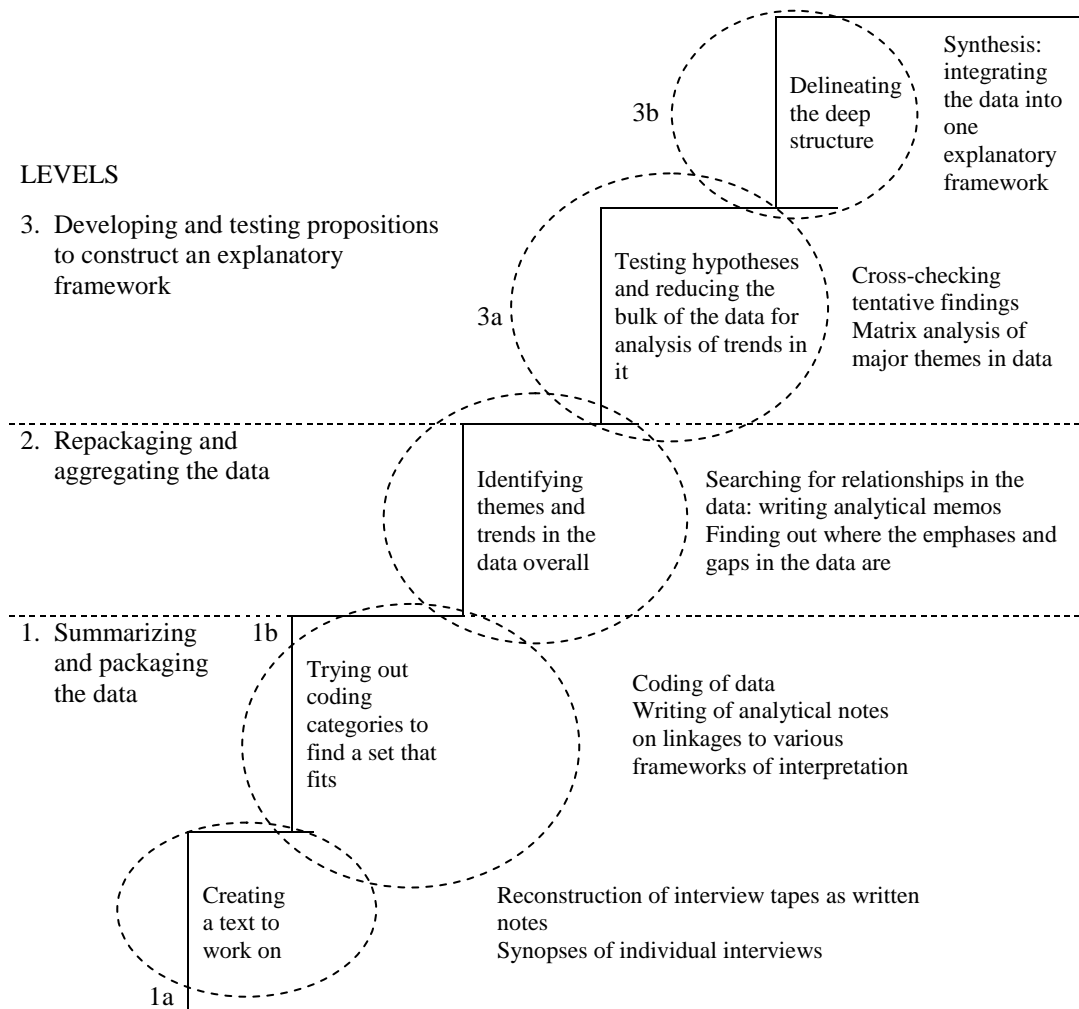 Synthesis:
integrating
the data into
one
explanatory
framework
Delineating
the deep
structure
3b
LEVELS
3. Developing and testing propositions
to construct an explanatory
framework
Testing hypotheses
and reducing the
bulk of the data for
analysis of trends in
it
3a
Cross-checking
tentative findings
Matrix analysis of
major themes in data
2. Repackaging and
aggregating the data
Identifying
themes and
trends in the
data overall
Searching for relationships in the
data: writing analytical memos
Finding out where the emphases and
gaps in the data are
1. Summarizing
and packaging
the data
1b
Trying out
coding
categories to
find a set that
fits
Coding of data
Writing of analytical notes
on linkages to various
frameworks of interpretation
Creating
a text to
work on
Reconstruction of interview tapes as written
notes
Synopses of individual interviews
1a